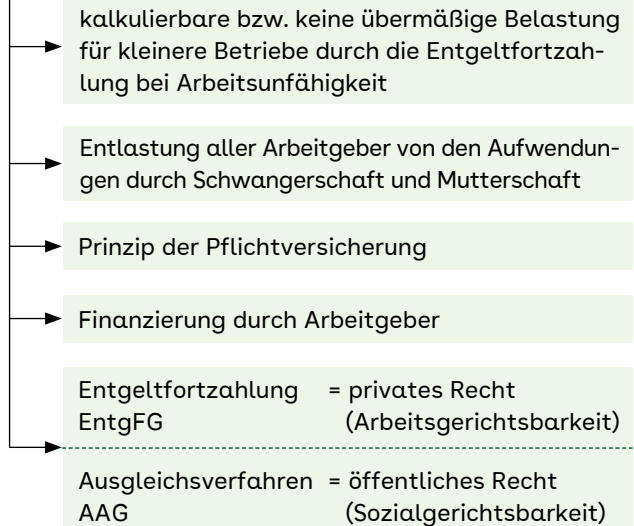 kalkulierbare bzw. keine übermäßige Belastung
für kleinere Betriebe durch die Entgeltfortzah-
lung bei Arbeitsunfähigkeit
Entlastung aller Arbeitgeber von den Aufwendun-
gen durch Schwangerschaft und Mutterschaft
Prinzip der Pflichtversicherung
Finanzierung durch Arbeitgeber
Entgeltfortzahlung = privates Recht
EntgFG (Arbeitsgerichtsbarkeit)
Ausgleichsverfahren = öffentliches Recht
AAG (Sozialgerichtsbarkeit)